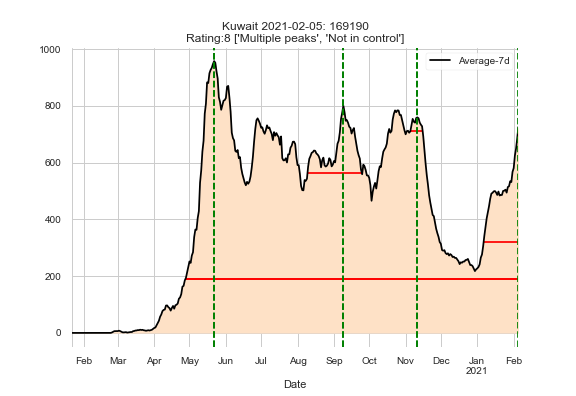 Kuwait 2021-02-05: 169190
Rating:8 ['Multiple peaks', 'Not in control']
1000
Average-7d
800
600
400
200
0
Feb Mar Apr May Jun Jul Aug Sep Oct Nov Dec Jan Feb
2021
Date